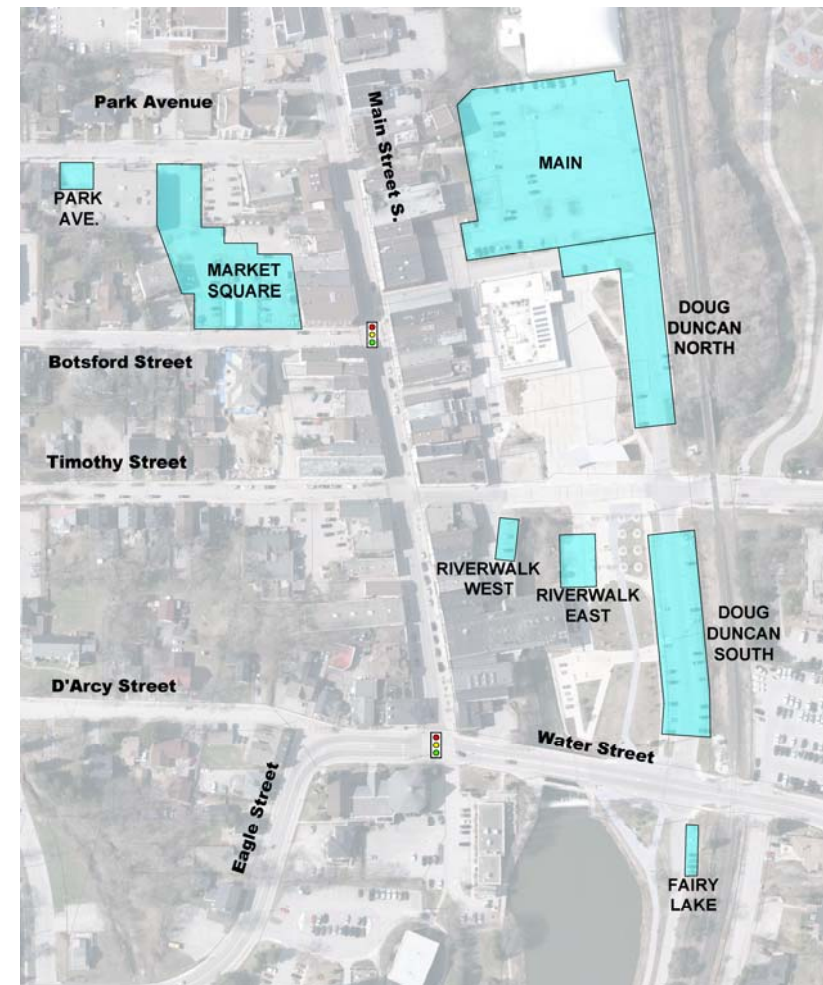 Park Avenue
Main Street S.
MAIN
PARK
AVE.
MARKET
SQUARE
DOUG
DUNCAN
NORTH
Botsford Street
Timothy Street
RIVERWALK
WEST
RIVERWALK
EAST
DOUG
DUNCAN
SOUTH
D'Arcy Street
Water Street
Eagle Street
FAIRY
LAKE